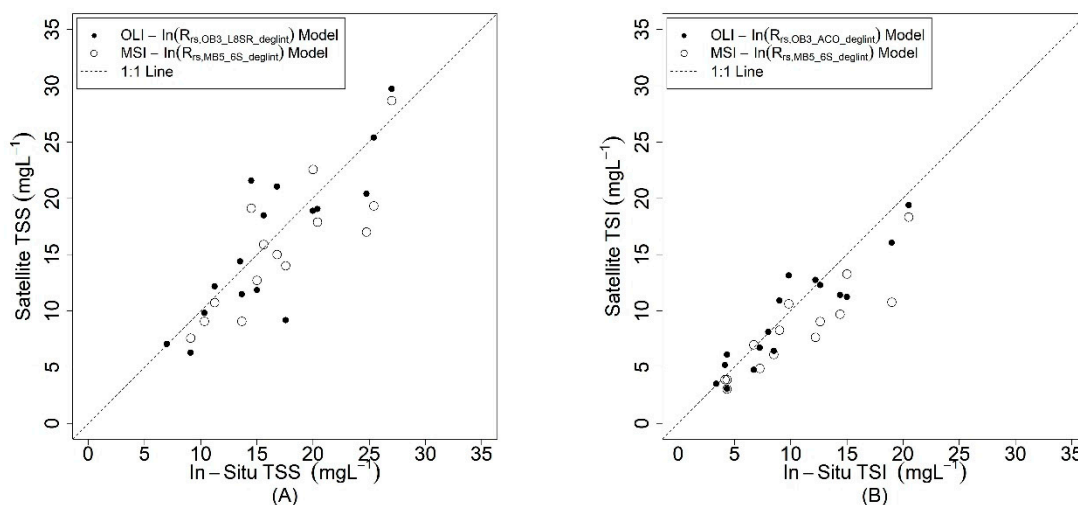 OLI – ln(Rrs,OB3_L8SR_deglint) Model
MSI – ln(Rrs,MB5_6S_deglint) Model
1:1 Line
Satellite TSS (mgL⁻¹)
35
30
25
20
15
10
5
0
0 5 10 15 20 25 30 35
In–Situ TSS (mgL⁻¹)
(A)
OLI – ln(Rrs,OB3_ACO_deglint) Model
MSI – ln(Rrs,MB5_6S_deglint) Model
1:1 Line
Satellite TSI (mgL⁻¹)
35
30
25
20
15
10
5
0
0 5 10 15 20 25 30 35
In–Situ TSI (mgL⁻¹)
(B)